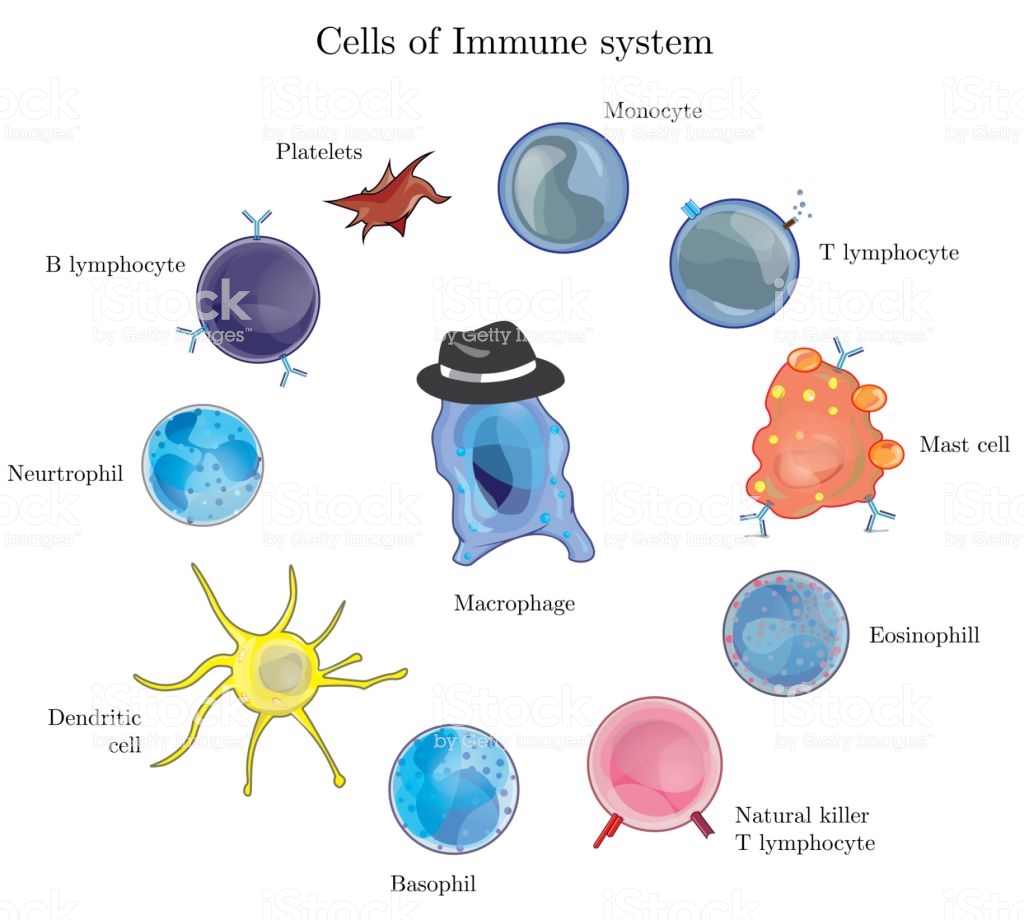 Cells of Immune system
Monocyte
Platelets
T lymphocyte
B lymphocyte
Mast cell
Neurtrophil
Macrophage
Eosinophill
Dendritic
cell
Natural killer
T lymphocyte
Basophil
iStock
by Getty Images™